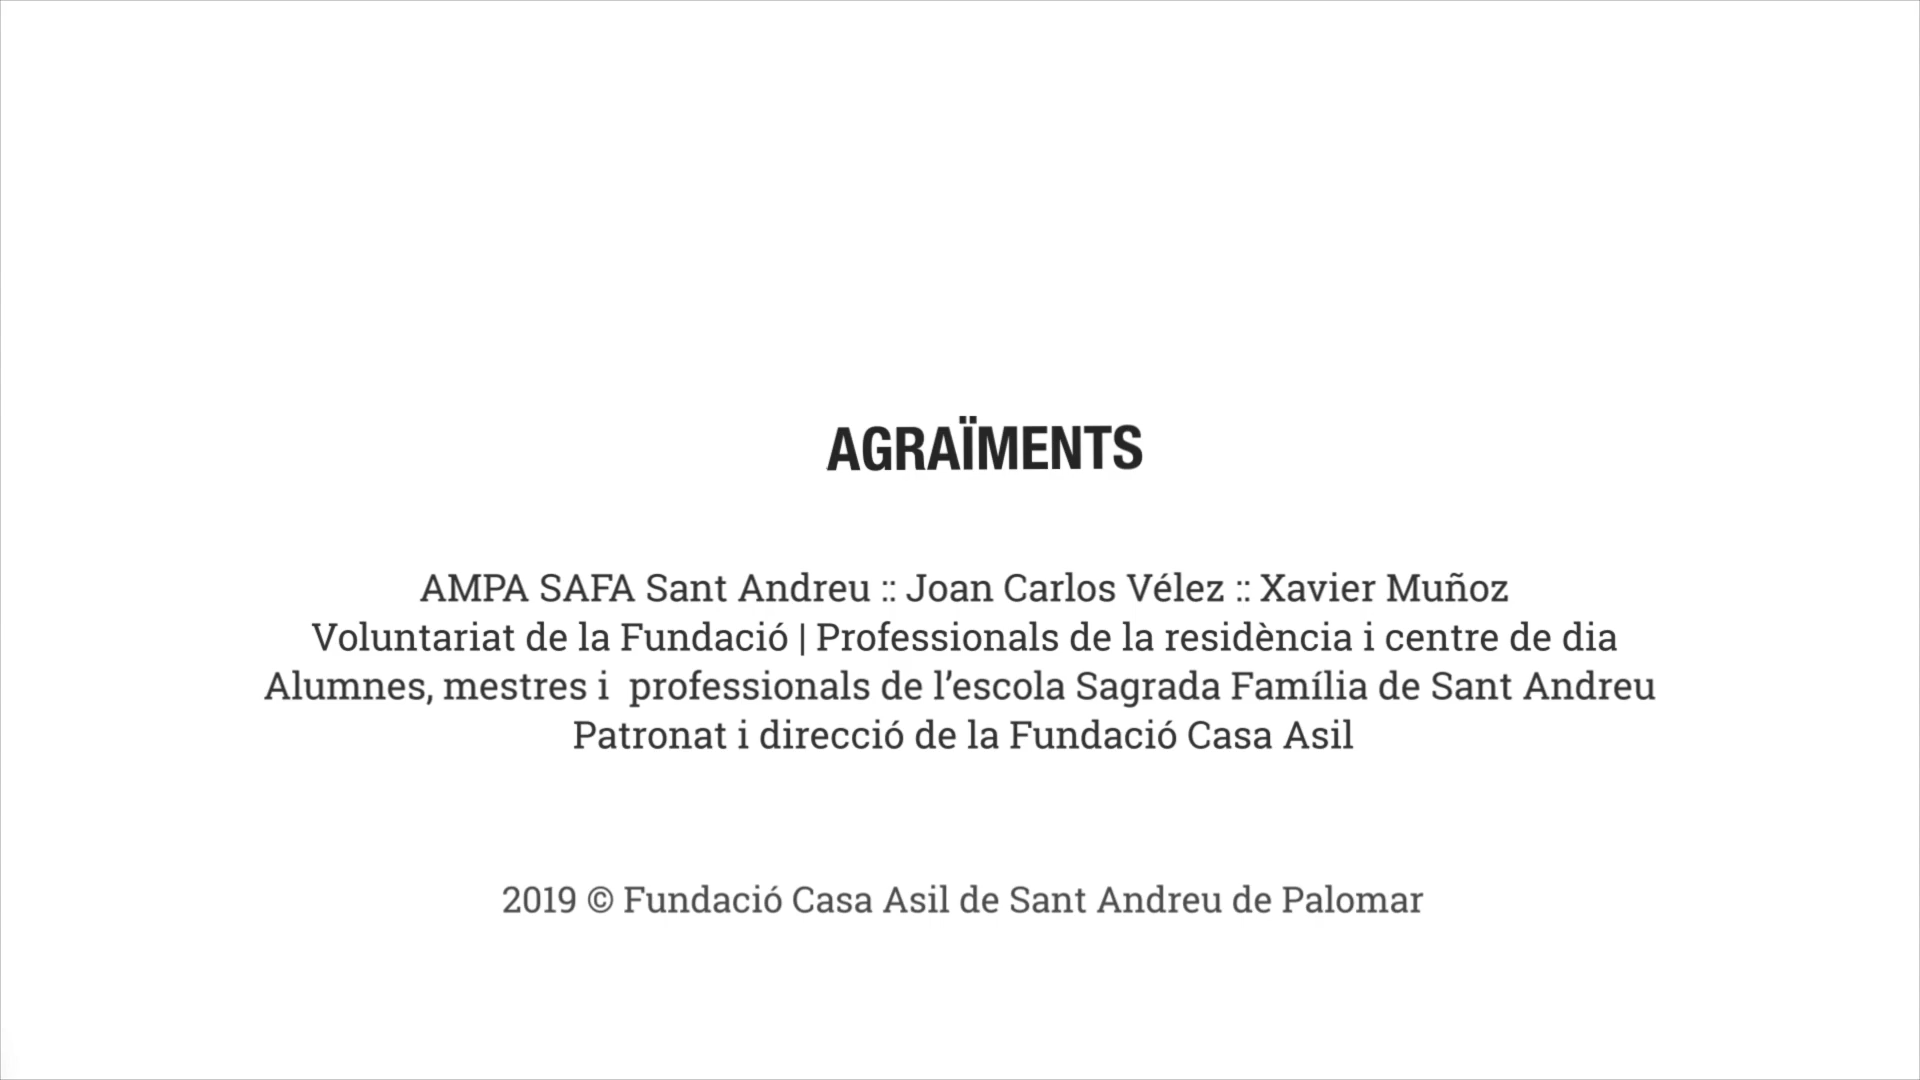 AGRAÏMENTS
AMPA SAFA Sant Andreu :: Joan Carlos Vélez :: Xavier Muñoz
Voluntariat de la Fundació | Professionals de la residència i centre de dia
Alumnes, mestres i  professionals de l’escola Sagrada Família de Sant Andreu
Patronat i direcció de la Fundació Casa Asil
2019 © Fundació Casa Asil de Sant Andreu de Palomar